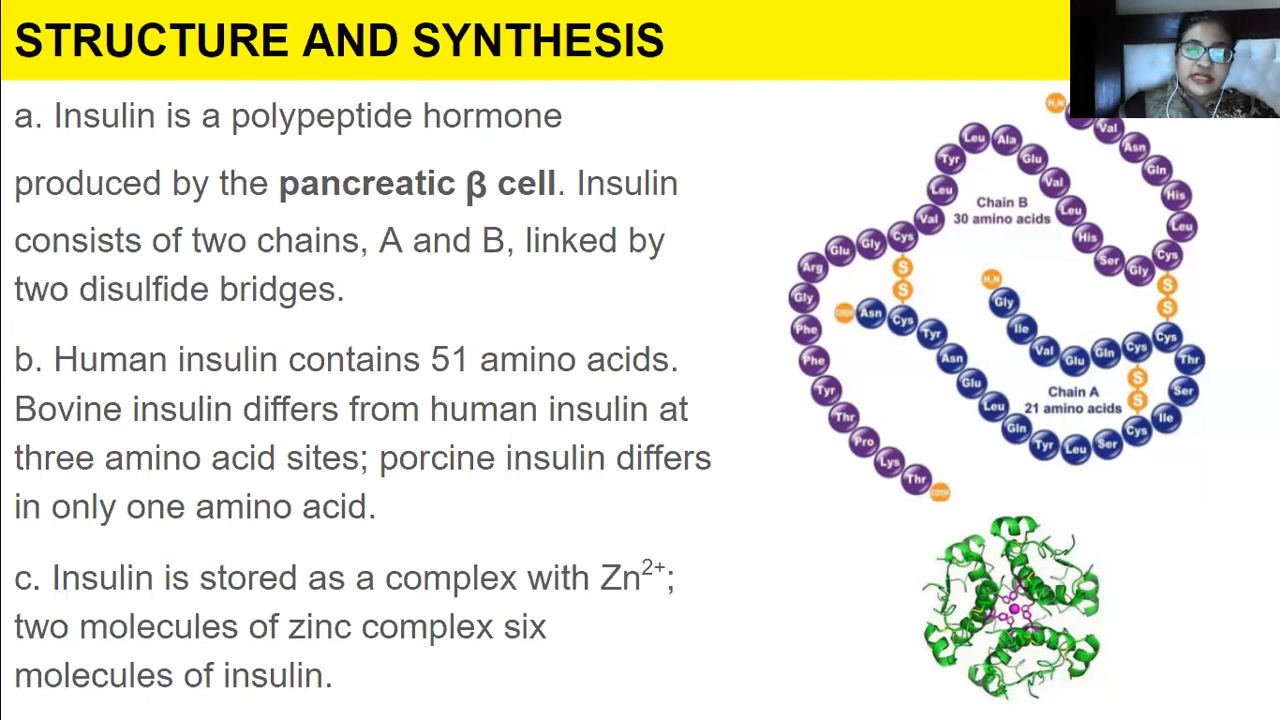 STRUCTURE AND SYNTHESIS
a. Insulin is a polypeptide hormone
produced by the pancreatic β cell. Insulin
consists of two chains, A and B, linked by
two disulfide bridges.
b. Human insulin contains 51 amino acids.
Bovine insulin differs from human insulin at
three amino acid sites; porcine insulin differs
in only one amino acid.
c. Insulin is stored as a complex with Zn²⁺;
two molecules of zinc complex six
molecules of insulin.
H₂N
Val
Asn
Gln
His
Leu
Cys
Gly
Ser
His
Leu
Val
Glu
Ala
Leu
Tyr
Leu
Val
Cys
Gly
Glu
Arg
Gly
Phe
Phe
Tyr
Thr
Pro
Lys
Thr
COOH
Chain B
30 amino acids
S
S
S
S
H₂N
Gly
Ile
Val
Glu
Gln
Cys
Cys
Thr
Ser
Ile
Cys
Ser
Leu
Tyr
Gln
Leu
Glu
Asn
Tyr
Cys
Asn
COOH
S
S
Chain A
21 amino acids